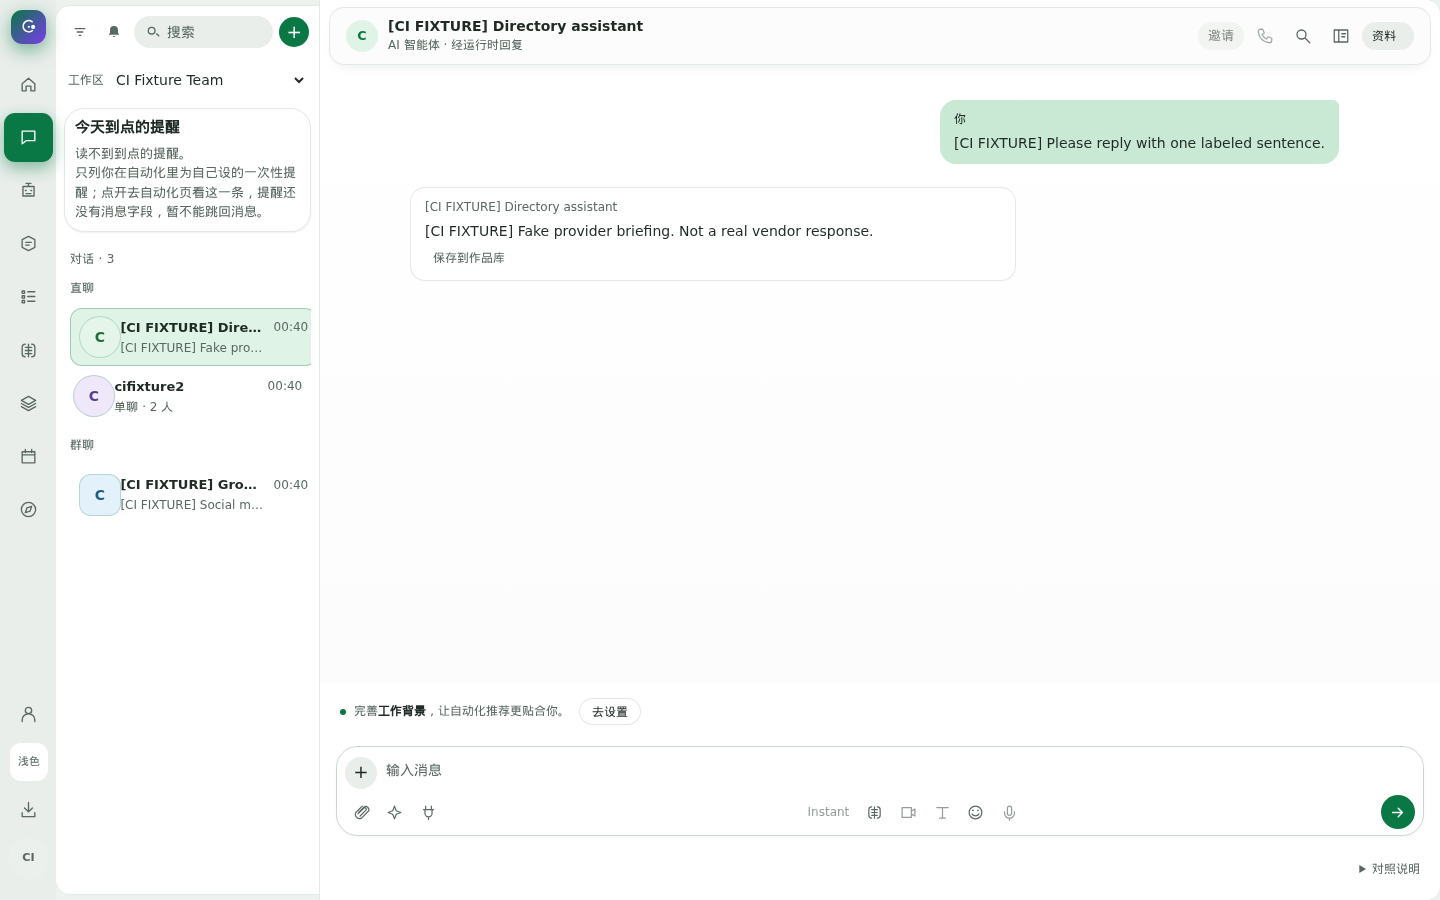 搜索
工作区 CI Fixture Team
今天到点的提醒
读不到到点的提醒。
只列你在自动化里为自己设的一次性提
醒；点开去自动化页看这一条，提醒还
没有消息字段，暂不能跳回消息。
对话 · 3
直聊
C
[CI FIXTURE] Dire… 00:40
[CI FIXTURE] Fake pro…
C
cifixture2 00:40
单聊 · 2 人
群聊
C
[CI FIXTURE] Gro… 00:40
[CI FIXTURE] Social m…
浅色
CI
C
[CI FIXTURE] Directory assistant
AI 智能体 · 经运行时回复
邀请
资料
你
[CI FIXTURE] Please reply with one labeled sentence.
[CI FIXTURE] Directory assistant
[CI FIXTURE] Fake provider briefing. Not a real vendor response.
保存到作品库
完善工作背景，让自动化推荐更贴合你。 去设置
输入消息
Instant
对照说明